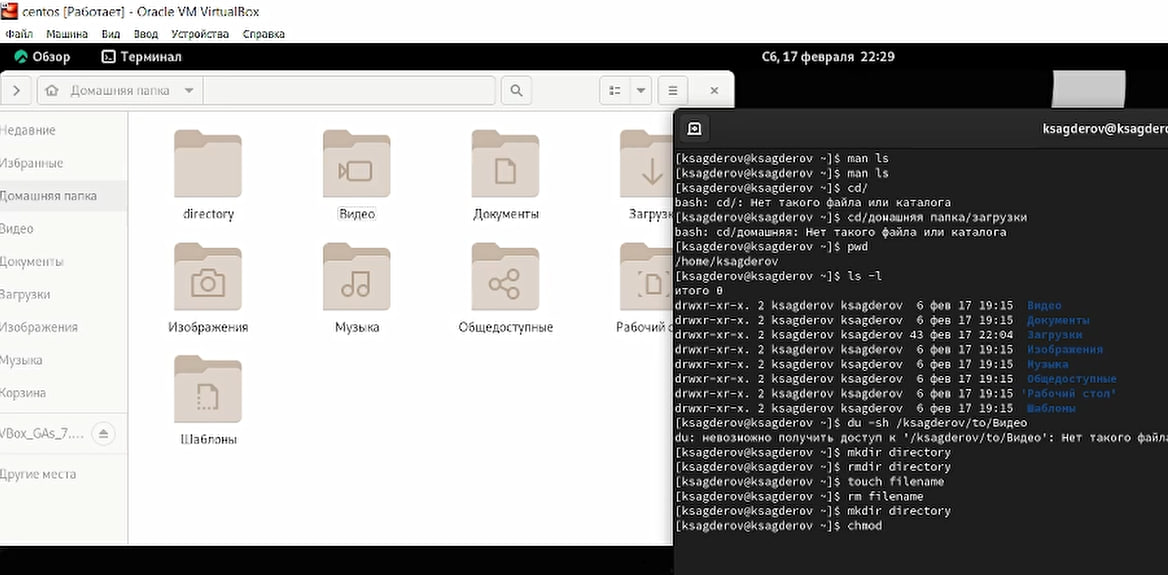 centos [Работает] - Oracle VM VirtualBox
Файл Машина Вид Ввод Устройства Справка
Обзор Терминал Сб, 17 февраля 22:29
Домашняя папка
Недавние
Избранные
Домашняя папка
Видео
Документы
Загрузки
Изображения
Музыка
Корзина
VBox_GAs_7....
Другие места
directory Видео Документы Загрузк
Изображения Музыка Общедоступные Рабочий с
Шаблоны
ksagderov@ksagdero
[ksagderov@ksagderov ~]$ man ls
[ksagderov@ksagderov ~]$ man ls
[ksagderov@ksagderov ~]$ cd/
bash: cd/: Нет такого файла или каталога
[ksagderov@ksagderov ~]$ cd/домашняя папка/загрузки
bash: cd/домашняя: Нет такого файла или каталога
[ksagderov@ksagderov ~]$ pwd
/home/ksagderov
[ksagderov@ksagderov ~]$ ls -l
итого 0
drwxr-xr-x. 2 ksagderov ksagderov 6 фев 17 19:15 Видео
drwxr-xr-x. 2 ksagderov ksagderov 6 фев 17 19:15 Документы
drwxr-xr-x. 2 ksagderov ksagderov 43 фев 17 22:04 Загрузки
drwxr-xr-x. 2 ksagderov ksagderov 6 фев 17 19:15 Изображения
drwxr-xr-x. 2 ksagderov ksagderov 6 фев 17 19:15 Музыка
drwxr-xr-x. 2 ksagderov ksagderov 6 фев 17 19:15 Общедоступные
drwxr-xr-x. 2 ksagderov ksagderov 6 фев 17 19:15 'Рабочий стол'
drwxr-xr-x. 2 ksagderov ksagderov 6 фев 17 19:15 Шаблоны
[ksagderov@ksagderov ~]$ du -sh /ksagderov/to/Видео
du: невозможно получить доступ к '/ksagderov/to/Видео': Нет такого файла
[ksagderov@ksagderov ~]$ mkdir directory
[ksagderov@ksagderov ~]$ rmdir directory
[ksagderov@ksagderov ~]$ touch filename
[ksagderov@ksagderov ~]$ rm filename
[ksagderov@ksagderov ~]$ mkdir directory
[ksagderov@ksagderov ~]$ chmod